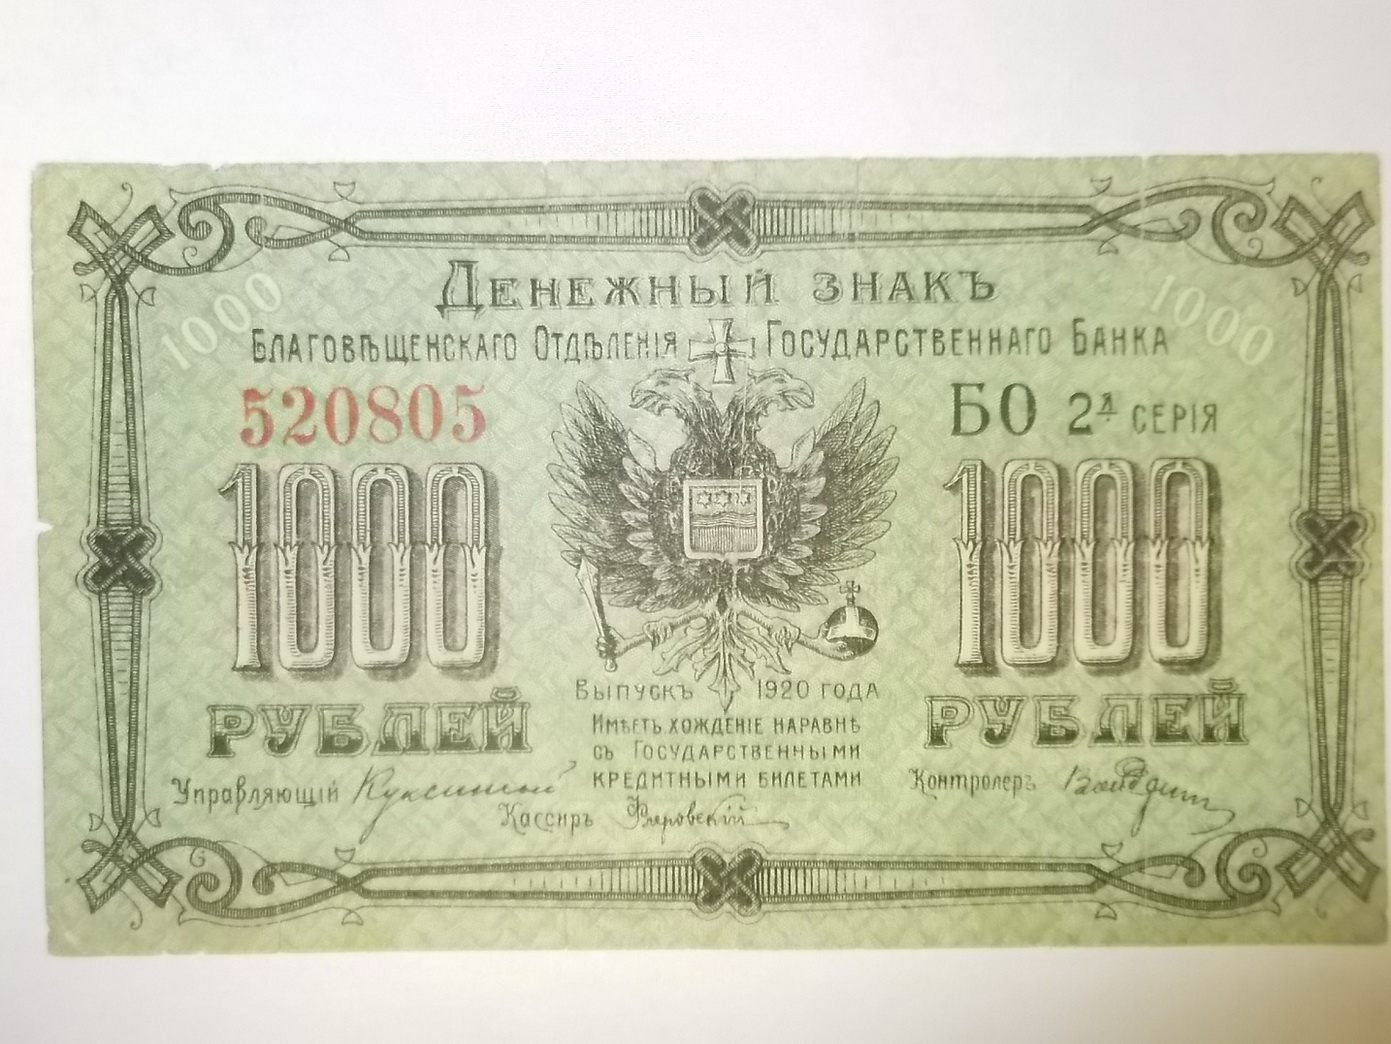 Денежный знакъ
1000 1000
Благовѣщенскаго Отдѣленія Государственнаго Банка
520805 БО 2я серія
1000 1000
Выпускъ 1920 года
рублей рублей
Имѣетъ хожденіе наравнѣ
съ Государственными
кредитными билетами
Управляющій Контролеръ
Кассиръ